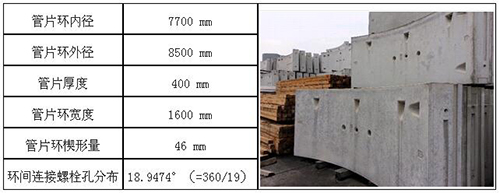 管片环内径 7700 mm
管片环外径 8500 mm
管片厚度 400 mm
管片环宽度 1600 mm
管片环楔形量 46 mm
环间连接螺栓孔分布 18.9474°（=360/19）